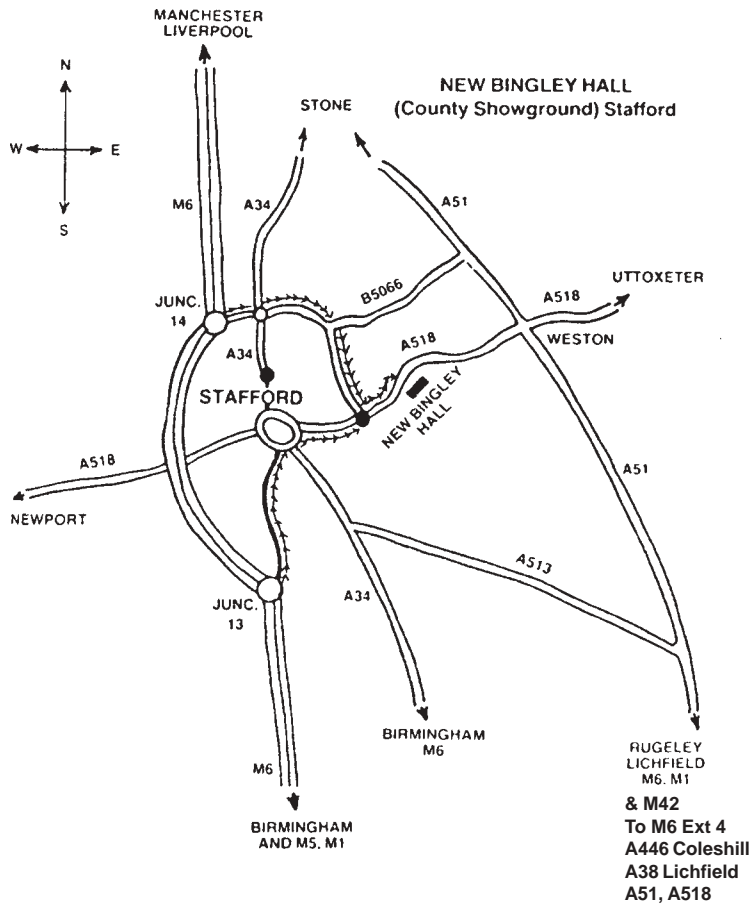 MANCHESTER
LIVERPOOL
N
W
E
S
NEW BINGLEY HALL
(County Showground) Stafford
STONE
M6
A34
A51
B5066
UTTOXETER
A518
JUNC.
14
A518
WESTON
A34
STAFFORD
NEW BINGLEY
HALL
A518
NEWPORT
A51
A513
JUNC.
13
A34
M6
BIRMINGHAM
M6
BIRMINGHAM
AND M5, M1
RUGELEY
LICHFIELD
M6, M1
& M42
To M6 Ext 4
A446 Coleshill
A38 Lichfield
A51, A518